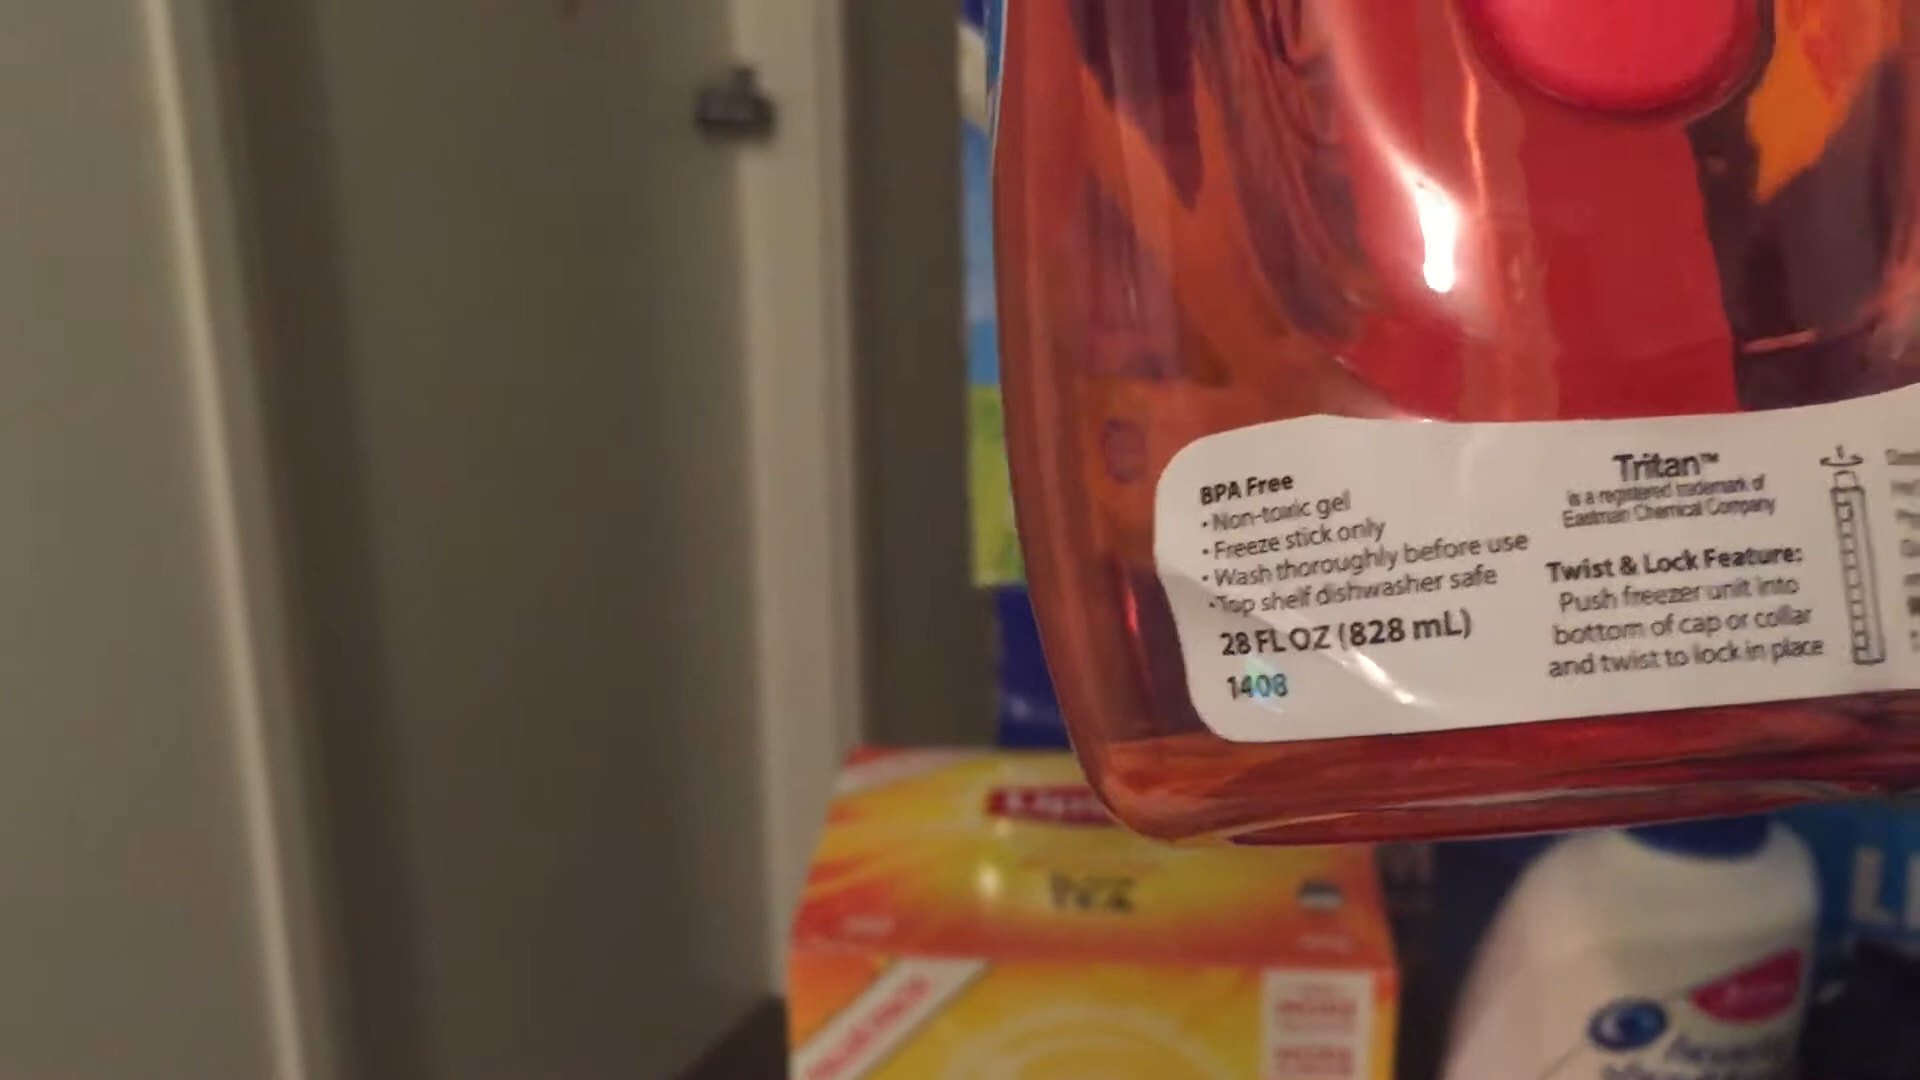 BPA Free
• Non-toxic gel
• Freeze stick only
• Wash thoroughly before use
• Top shelf dishwasher safe
28 FL OZ (828 mL)
1408
Tritan™
is a registered trademark of
Eastman Chemical Company
Twist & Lock Feature:
Push freezer unit into
bottom of cap or collar
and twist to lock in place
TEA